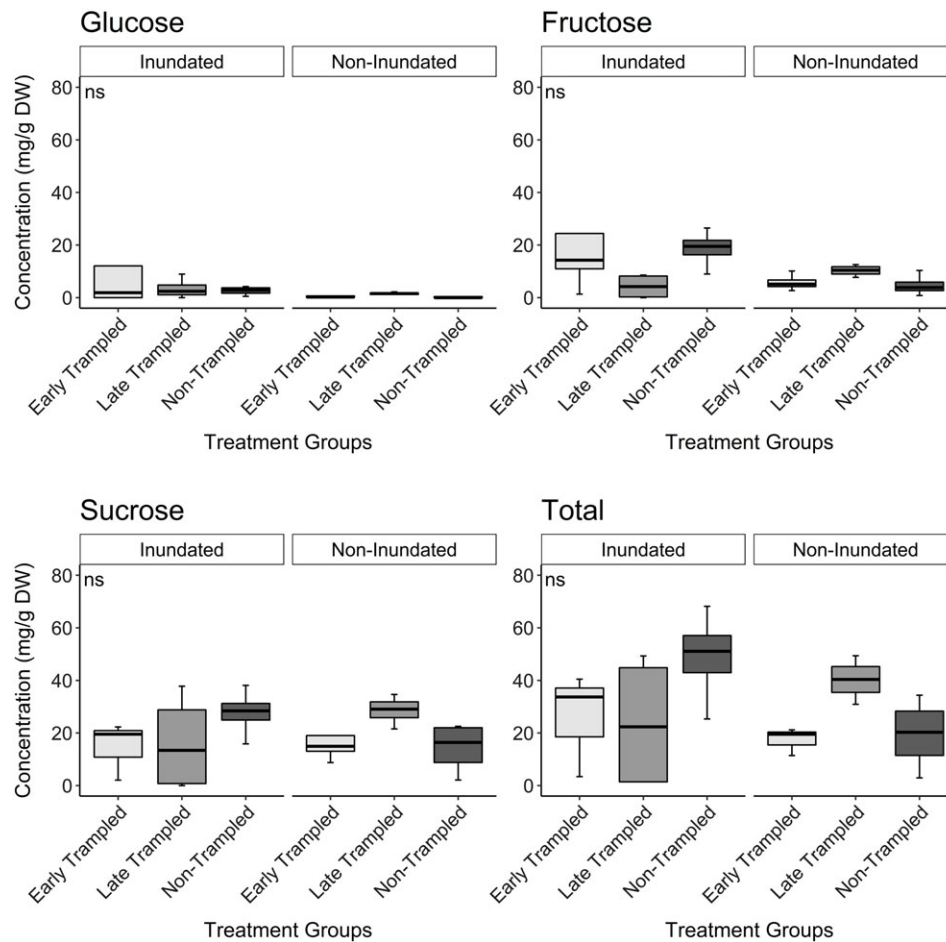 Glucose
Inundated
Non-Inundated
ns
Concentration (mg/g DW)
80
60
40
20
0
Early Trampled
Late Trampled
Non-Trampled
Early Trampled
Late Trampled
Non-Trampled
Treatment Groups
Fructose
Inundated
Non-Inundated
ns
80
60
40
20
0
Early Trampled
Late Trampled
Non-Trampled
Early Trampled
Late Trampled
Non-Trampled
Treatment Groups
Sucrose
Inundated
Non-Inundated
ns
Concentration (mg/g DW)
80
60
40
20
0
Early Trampled
Late Trampled
Non-Trampled
Early Trampled
Late Trampled
Non-Trampled
Treatment Groups
Total
Inundated
Non-Inundated
ns
80
60
40
20
0
Early Trampled
Late Trampled
Non-Trampled
Early Trampled
Late Trampled
Non-Trampled
Treatment Groups